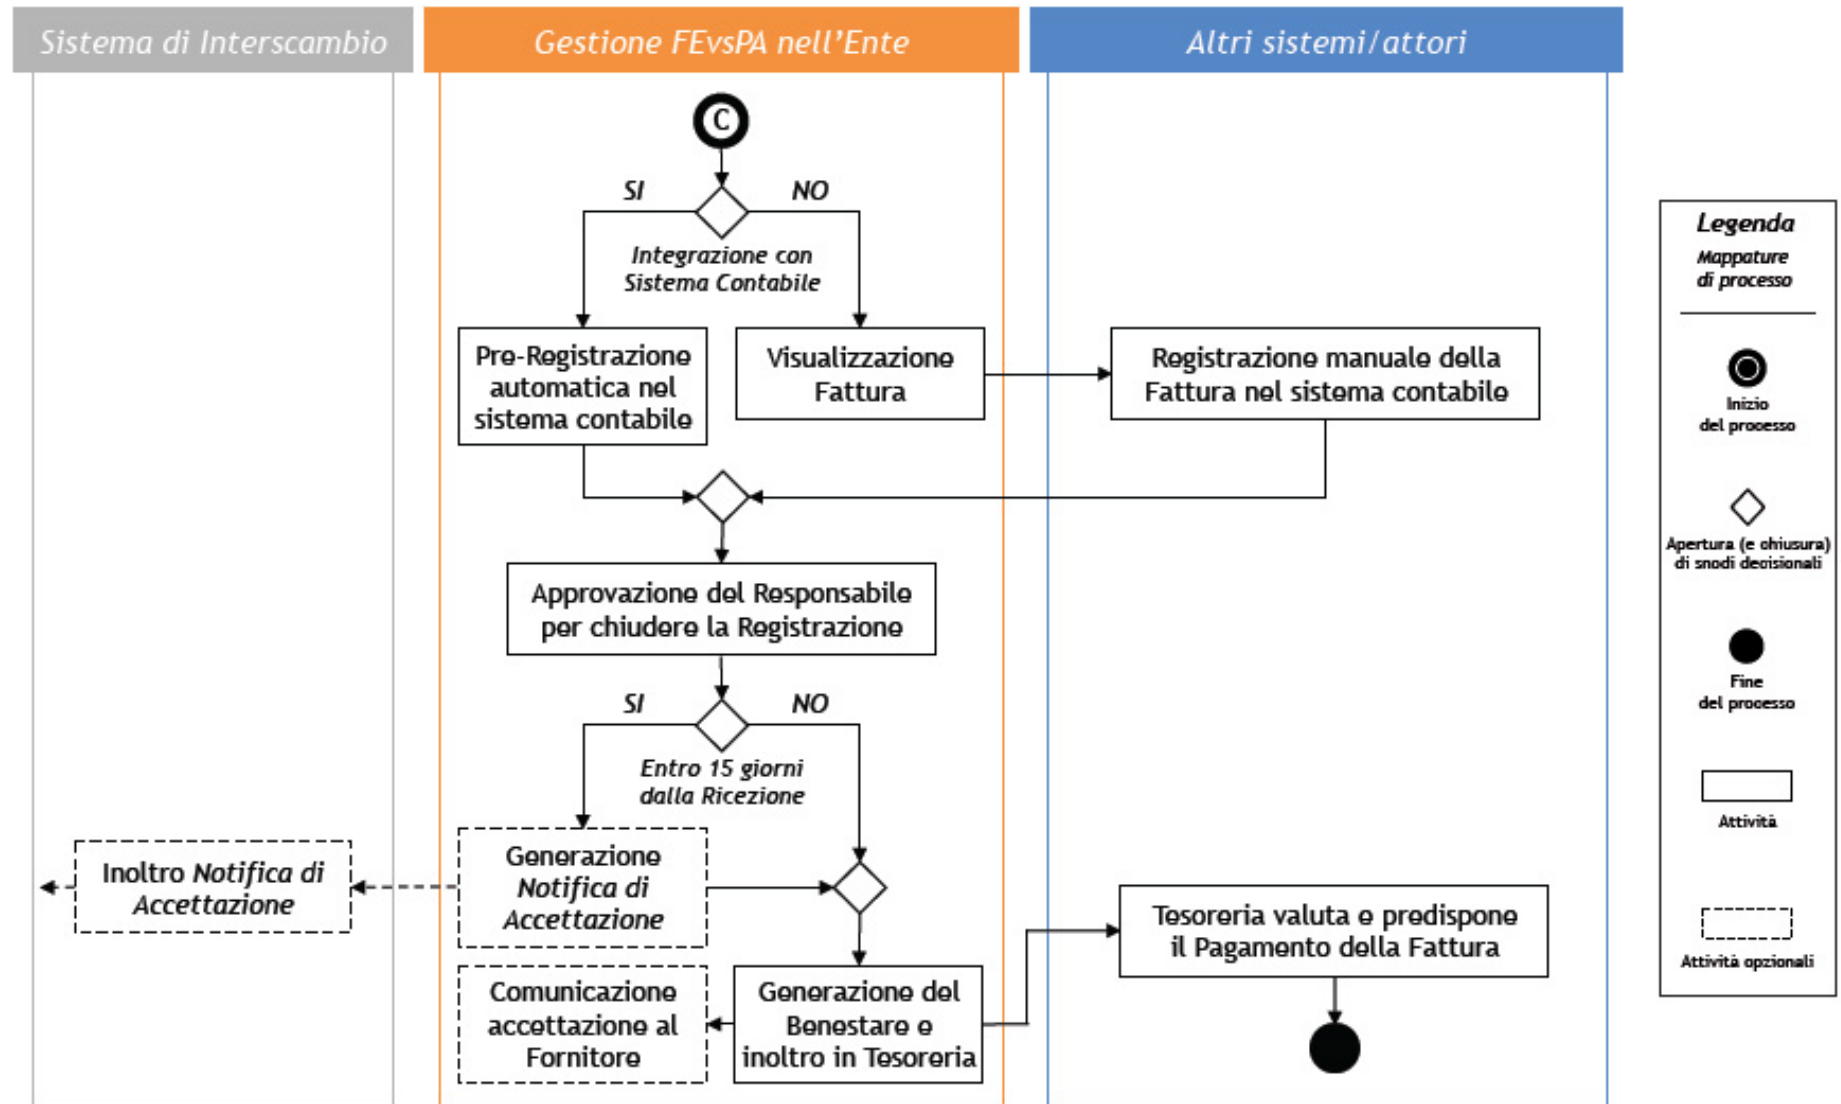 Sistema di Interscambio
Gestione FEvsPA nell'Ente
Altri sistemi/attori
C
SI
NO
Integrazione con
Sistema Contabile
Pre-Registrazione
automatica nel
sistema contabile
Visualizzazione
Fattura
Registrazione manuale della
Fattura nel sistema contabile
Approvazione del Responsabile
per chiudere la Registrazione
SI
NO
Entro 15 giorni
dalla Ricezione
Inoltro Notifica di
Accettazione
Generazione
Notifica di
Accettazione
Tesoreria valuta e predispone
il Pagamento della Fattura
Comunicazione
accettazione al
Fornitore
Generazione del
Benestare e
inoltro in Tesoreria
Legenda
Mappature
di processo
Inizio
del processo
Apertura (e chiusura)
di snodi decisionali
Fine
del processo
Attività
Attività opzionali